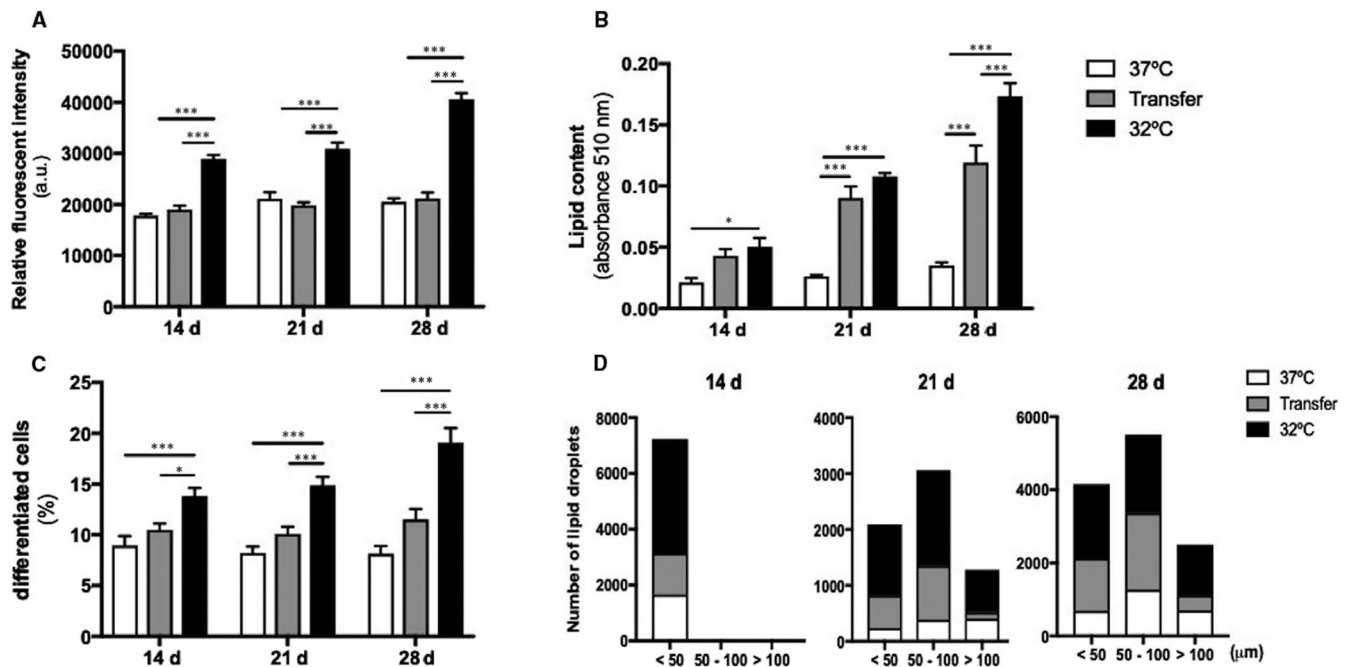 A
Relative fluorescent intensity
(a.u.)
50000
40000
30000
20000
10000
0
***
***
***
***
***
***
14 d
21 d
28 d
B
Lipid content
(absorbance 510 nm)
0.20
0.15
0.10
0.05
0.00
*
***
***
***
***
***
14 d
21 d
28 d
37ºC
Transfer
32ºC
C
differentiated cells
(%)
25
20
15
10
5
0
***
*
***
***
***
***
14 d
21 d
28 d
D
Number of lipid droplets
14 d
8000
6000
4000
2000
0
< 50 50 - 100 > 100
21 d
4000
3000
2000
1000
0
< 50 50 - 100 > 100
28 d
6000
4000
2000
0
< 50 50 - 100 > 100 (µm)
37ºC
Transfer
32ºC